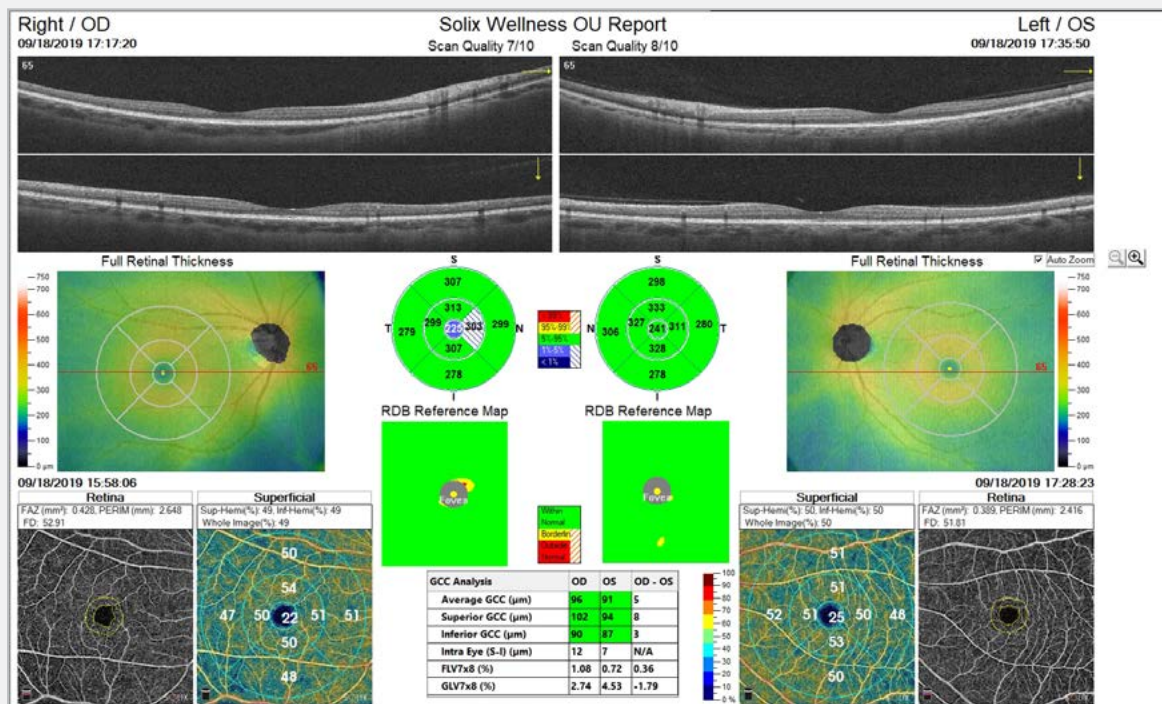 Right / OD
Solix Wellness OU Report
Left / OS
09/18/2019 17:17:20
Scan Quality 7/10
Scan Quality 8/10
09/18/2019 17:35:50
65
Full Retinal Thickness
Full Retinal Thickness
Auto Zoom
750
700
600
500
400
300
200
100
0 µm
65
S
307
313
T
279
299
225
303
299
N
307
278
I
95%-99%
5%-95%
1%-5%
< 1%
S
298
333
N
306
327
241
311
280
T
328
278
I
65
750
700
600
500
400
300
200
100
0 µm
RDB Reference Map
Fovea
RDB Reference Map
Fovea
Within
Normal
Borderlin
Outside
Normal
09/18/2019 15:58:06
09/18/2019 17:28:23
Retina
FAZ (mm²): 0.428, PERIM (mm): 2.648
FD: 52.91
Superficial
Sup-Hemi(%): 49, Inf-Hemi(%): 49
Whole Image(%): 49
50
54
47 50 22 51 51
50
48
GCC Analysis OD OS OD - OS
Average GCC (µm) 96 91 5
Superior GCC (µm) 102 94 8
Inferior GCC (µm) 90 87 3
Intra Eye (S-I) (µm) 12 7 N/A
FLV7x8 (%) 1.08 0.72 0.36
GLV7x8 (%) 2.74 4.53 -1.79
100
90
80
70
60
50
40
30
20
10
0 %
Superficial
Sup-Hemi(%): 50, Inf-Hemi(%): 50
Whole Image(%): 50
51
51
52 51 25 50 48
53
50
Retina
FAZ (mm²): 0.389, PERIM (mm): 2.416
FD: 51.81